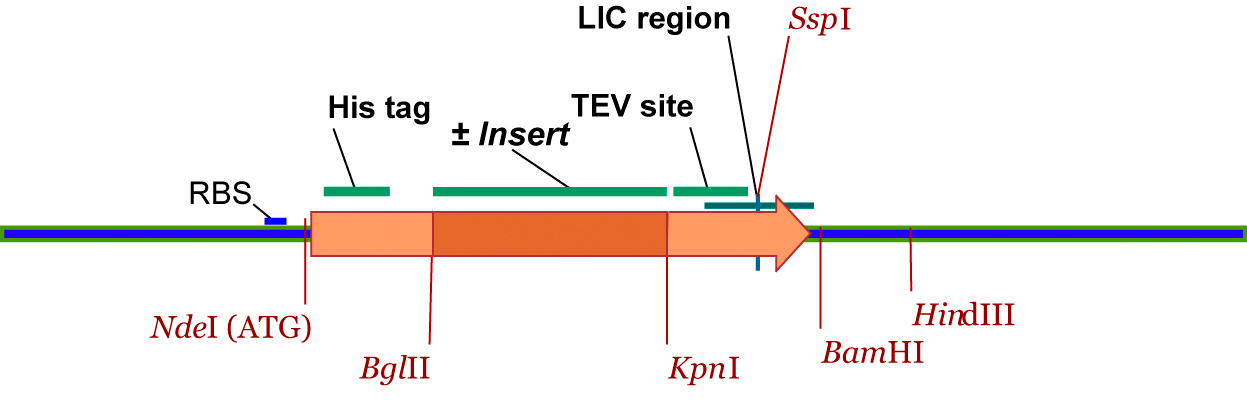 LIC region
SspI
His tag
TEV site
± Insert
RBS
NdeI (ATG)
HindIII
BamHI
BglII
KpnI